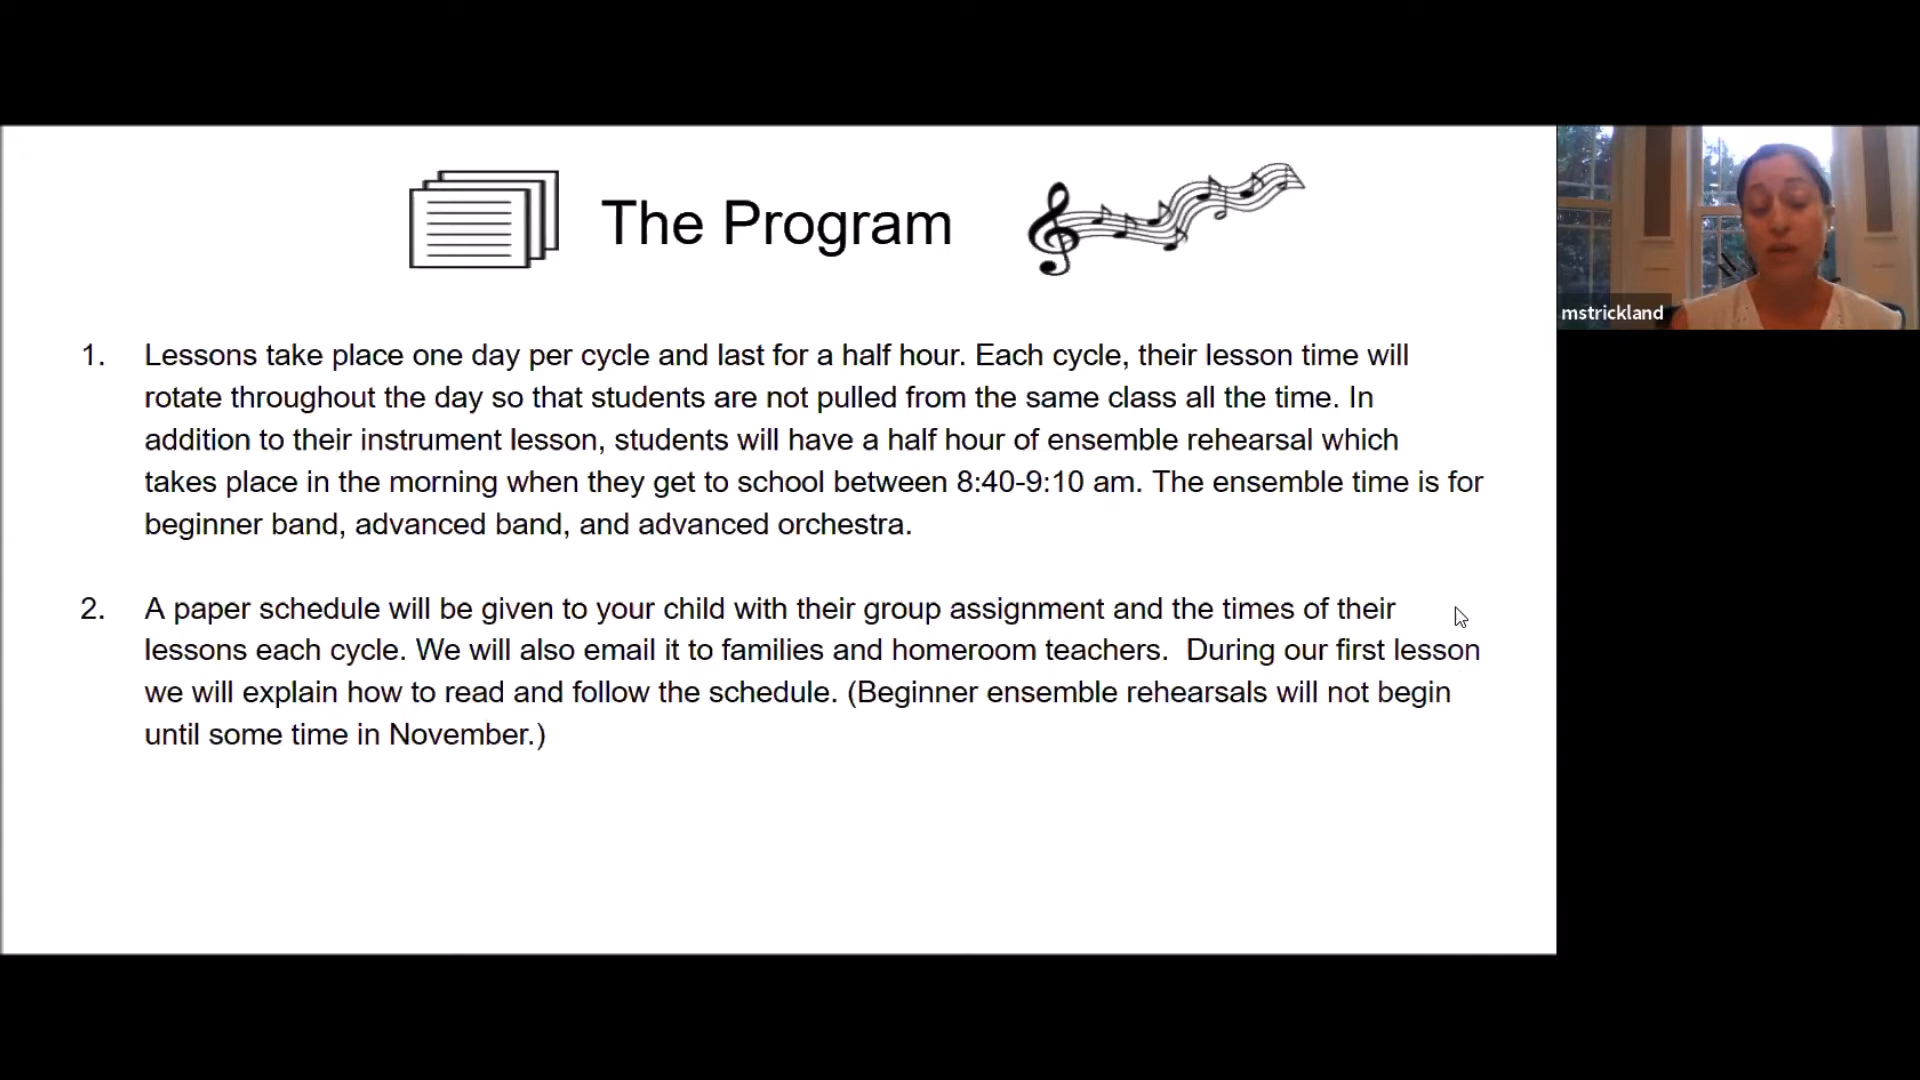 The Program
mstrickland
1. Lessons take place one day per cycle and last for a half hour. Each cycle, their lesson time will
rotate throughout the day so that students are not pulled from the same class all the time. In
addition to their instrument lesson, students will have a half hour of ensemble rehearsal which
takes place in the morning when they get to school between 8:40-9:10 am. The ensemble time is for
beginner band, advanced band, and advanced orchestra.
2. A paper schedule will be given to your child with their group assignment and the times of their
lessons each cycle. We will also email it to families and homeroom teachers.  During our first lesson
we will explain how to read and follow the schedule. (Beginner ensemble rehearsals will not begin
until some time in November.)